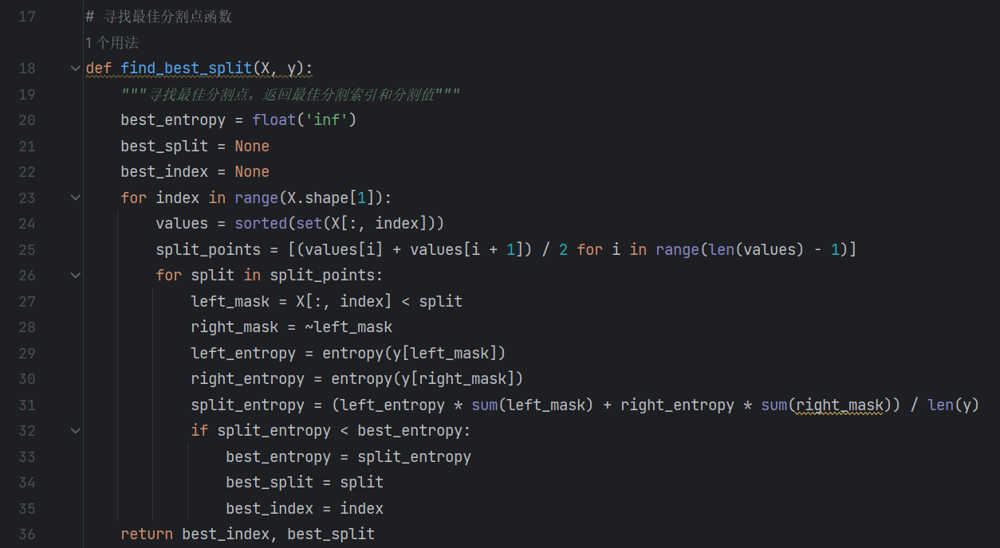 17 # 寻找最佳分割点函数
1 个用法
18 def find_best_split(X, y):
19     """寻找最佳分割点，返回最佳分割索引和分割值"""
20     best_entropy = float('inf')
21     best_split = None
22     best_index = None
23     for index in range(X.shape[1]):
24         values = sorted(set(X[:, index]))
25         split_points = [(values[i] + values[i + 1]) / 2 for i in range(len(values) - 1)]
26         for split in split_points:
27             left_mask = X[:, index] < split
28             right_mask = ~left_mask
29             left_entropy = entropy(y[left_mask])
30             right_entropy = entropy(y[right_mask])
31             split_entropy = (left_entropy * sum(left_mask) + right_entropy * sum(right_mask)) / len(y)
32             if split_entropy < best_entropy:
33                 best_entropy = split_entropy
34                 best_split = split
35                 best_index = index
36     return best_index, best_split